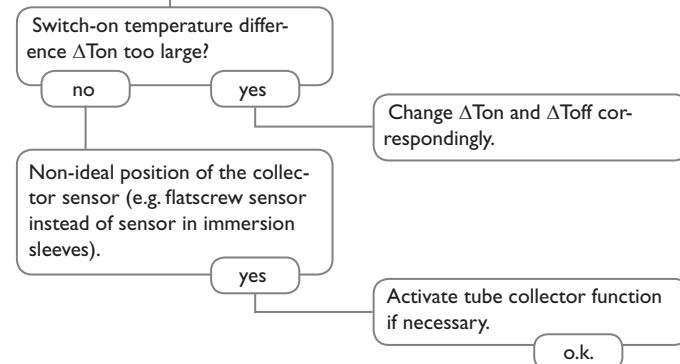 Switch-on temperature differ-
ence ΔTon too large?
no
yes
Change ΔTon and ΔToff cor-
respondingly.
Non-ideal position of the collec-
tor sensor (e.g. flatscrew sensor
instead of sensor in immersion
sleeves).
yes
Activate tube collector function
if necessary.
o.k.